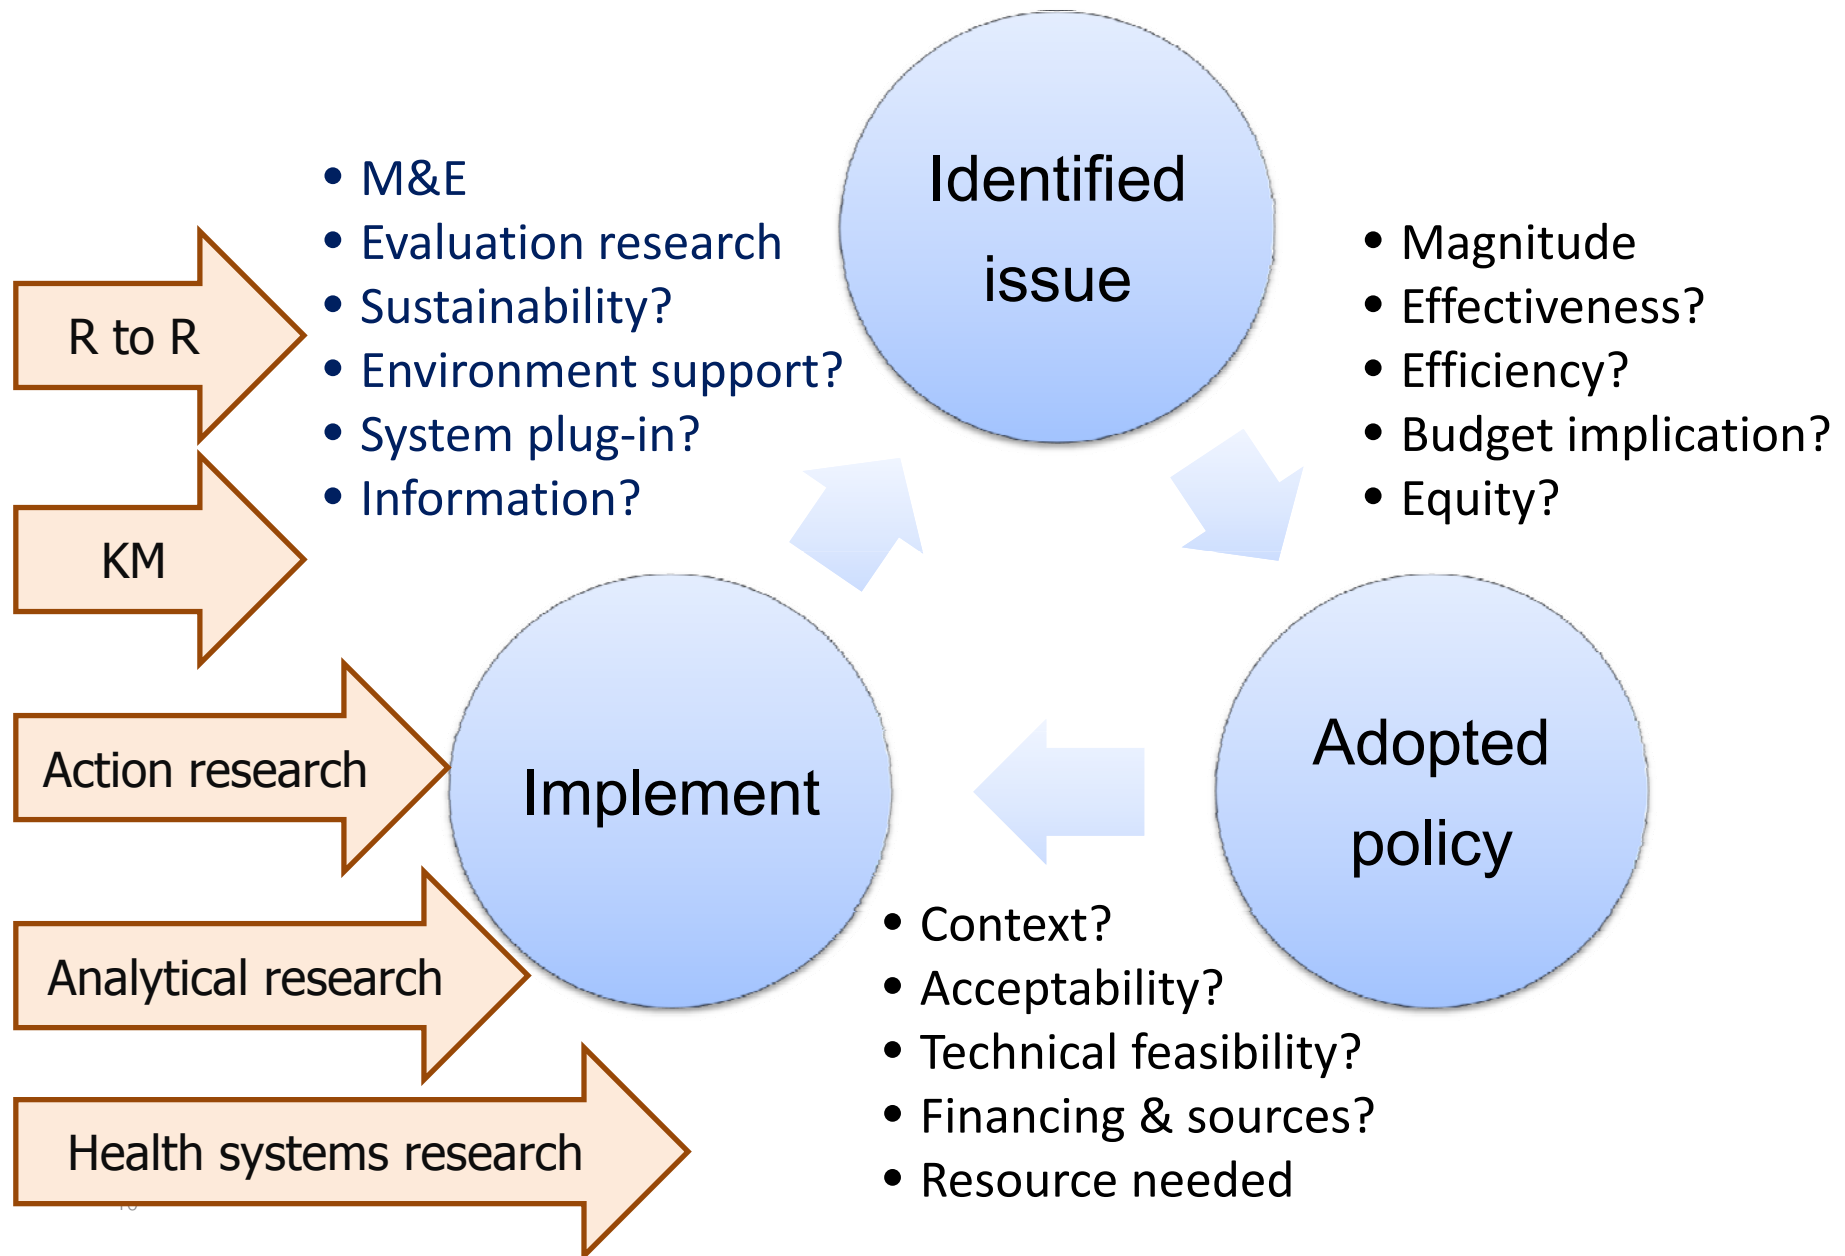 Identified
issue
• M&E
• Evaluation research
• Sustainability?
• Environment support?
• System plug-in?
• Information?
• Magnitude
• Effectiveness?
• Efficiency?
• Budget implication?
• Equity?
R to R
KM
Action research
Analytical research
Health systems research
Implement
Adopted
policy
• Context?
• Acceptability?
• Technical feasibility?
• Financing & sources?
• Resource needed